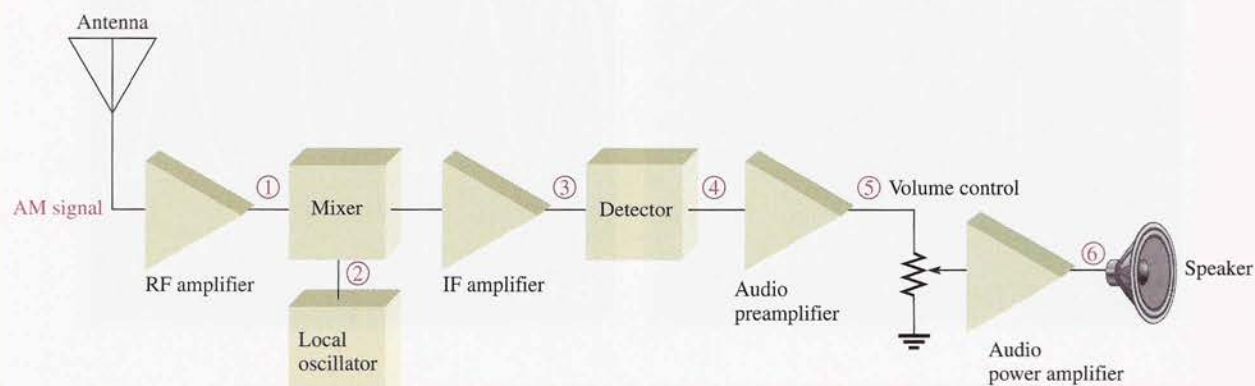 Antenna
AM signal
①
Mixer
③
Detector
④
⑤
Volume control
RF amplifier
②
IF amplifier
Audio
preamplifier
⑥
Speaker
Local
oscillator
Audio
power amplifier